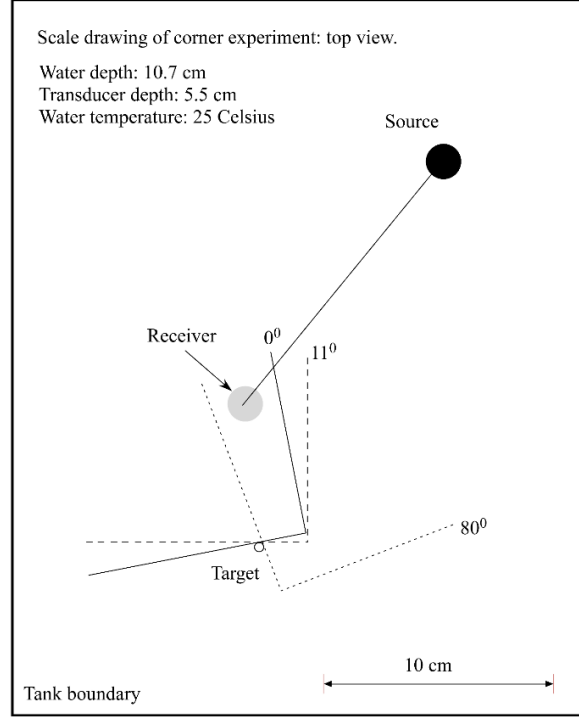 Scale drawing of corner experiment: top view.
Water depth: 10.7 cm
Transducer depth: 5.5 cm
Water temperature: 25 Celsius
Source
Receiver
0⁰
11⁰
80⁰
Target
10 cm
Tank boundary